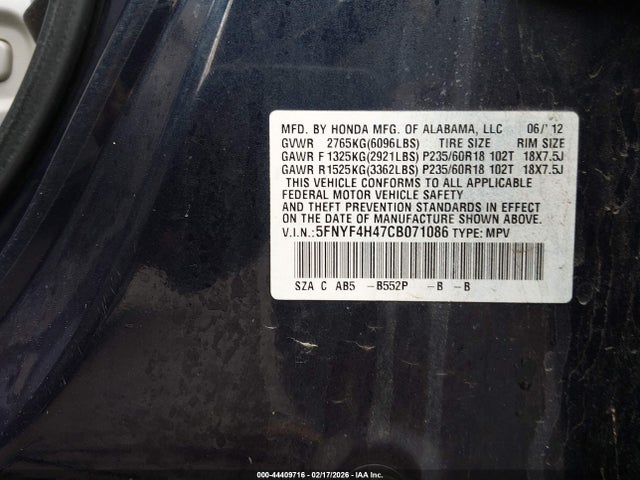 MFD. BY HONDA MFG. OF ALABAMA, LLC 06/'12
GVWR 2765KG(6096LBS) TIRE SIZE RIM SIZE
GAWR F 1325KG(2921LBS) P235/60R18 102T 18X7.5J
GAWR R1525KG(3362LBS) P235/60R18 102T 18X7.5J
THIS VEHICLE CONFORMS TO ALL APPLICABLE
FEDERAL MOTOR VEHICLE SAFETY
AND THEFT PREVENTION STANDARDS IN EFFECT
ON THE DATE OF MANUFACTURE SHOWN ABOVE.
V.I.N.: 5FNYF4H47CB071086 TYPE: MPV
SZA C AB5 –B552P –B –B
000-44409716 - 02/17/2026 - IAA Inc.